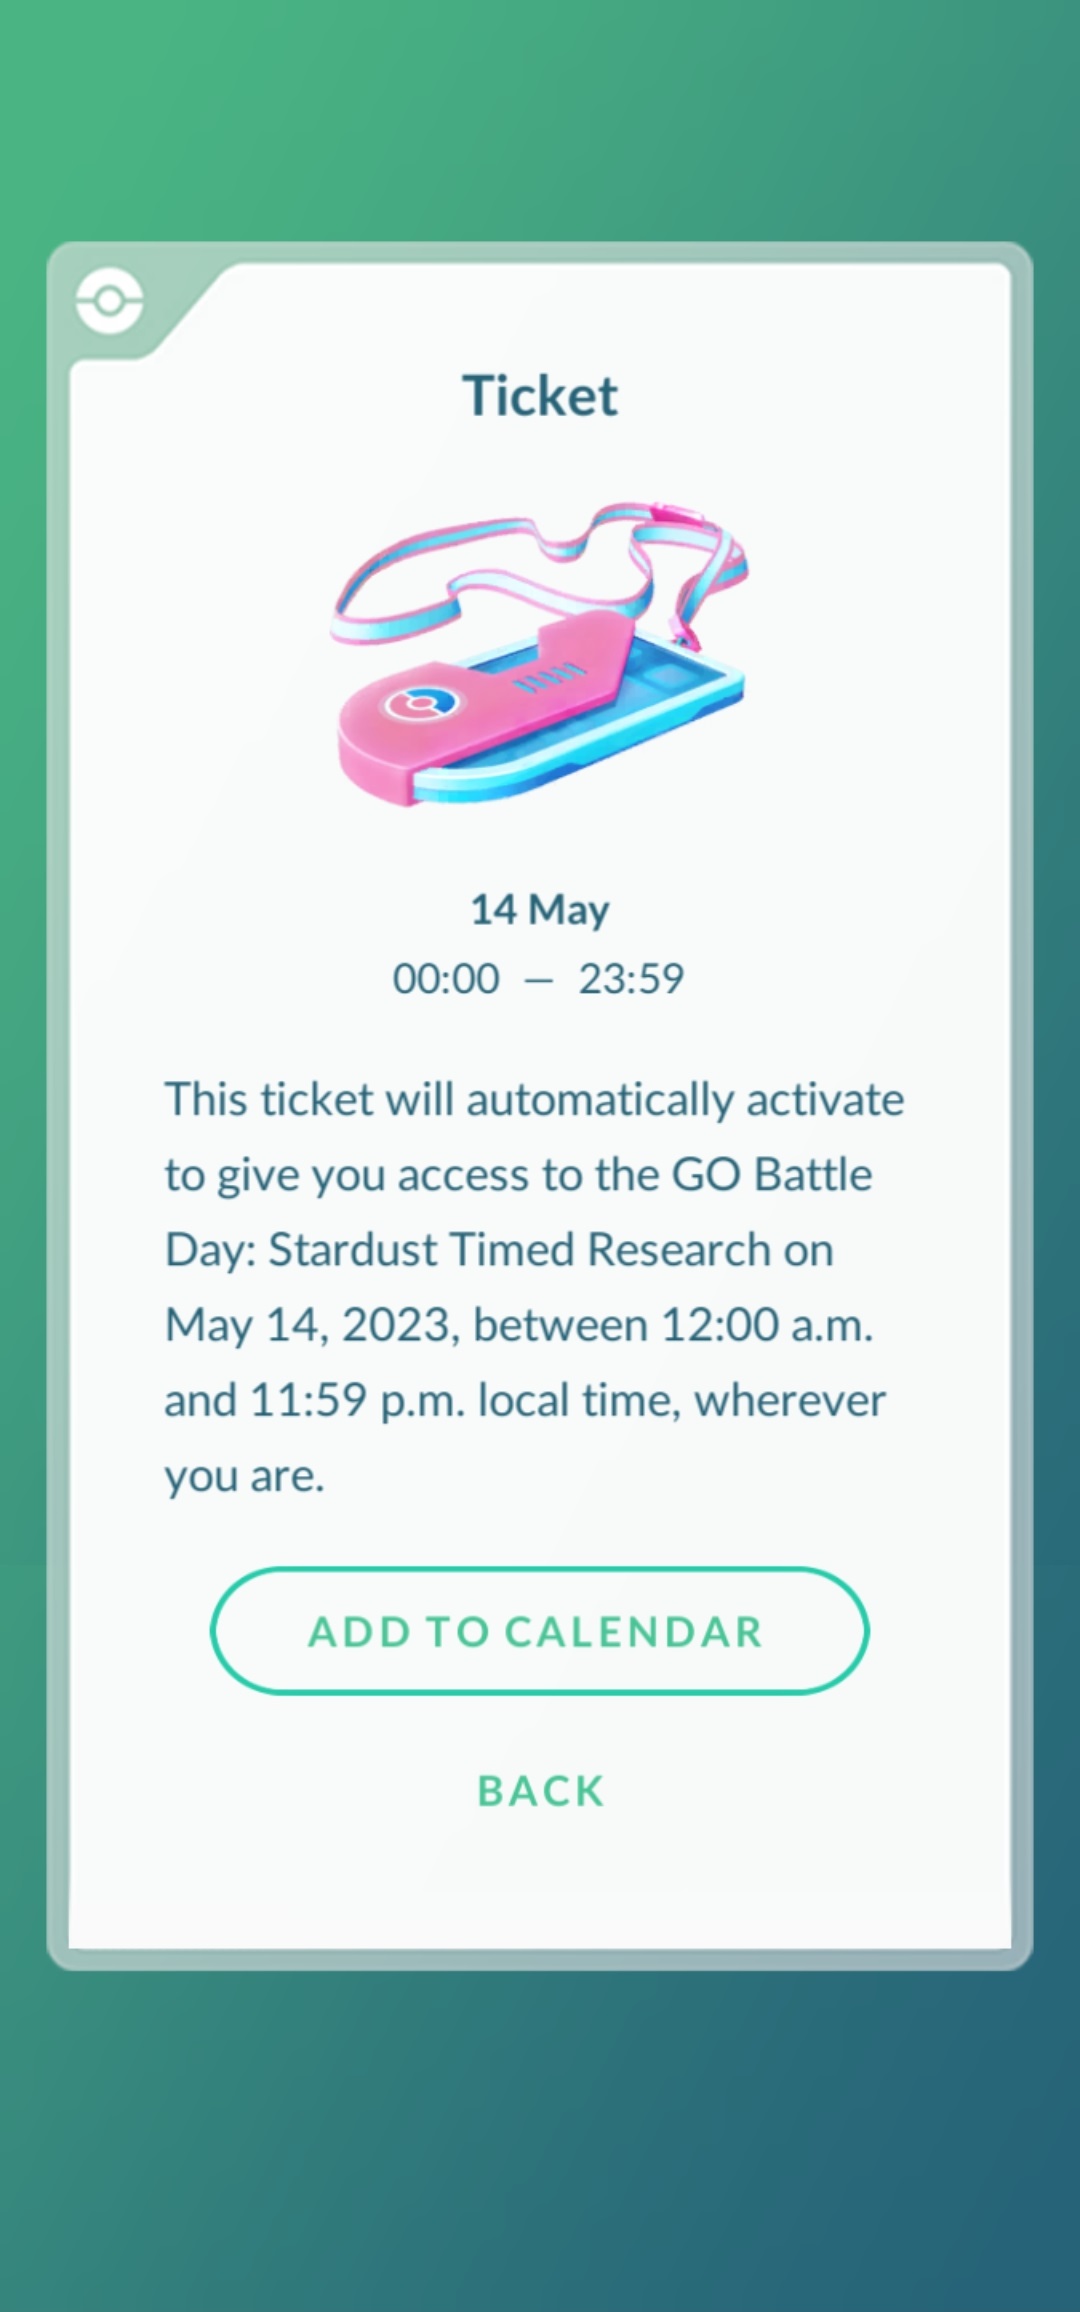 Ticket
14 May
00:00 — 23:59
This ticket will automatically activate
to give you access to the GO Battle
Day: Stardust Timed Research on
May 14, 2023, between 12:00 a.m.
and 11:59 p.m. local time, wherever
you are.
ADD TO CALENDAR
BACK